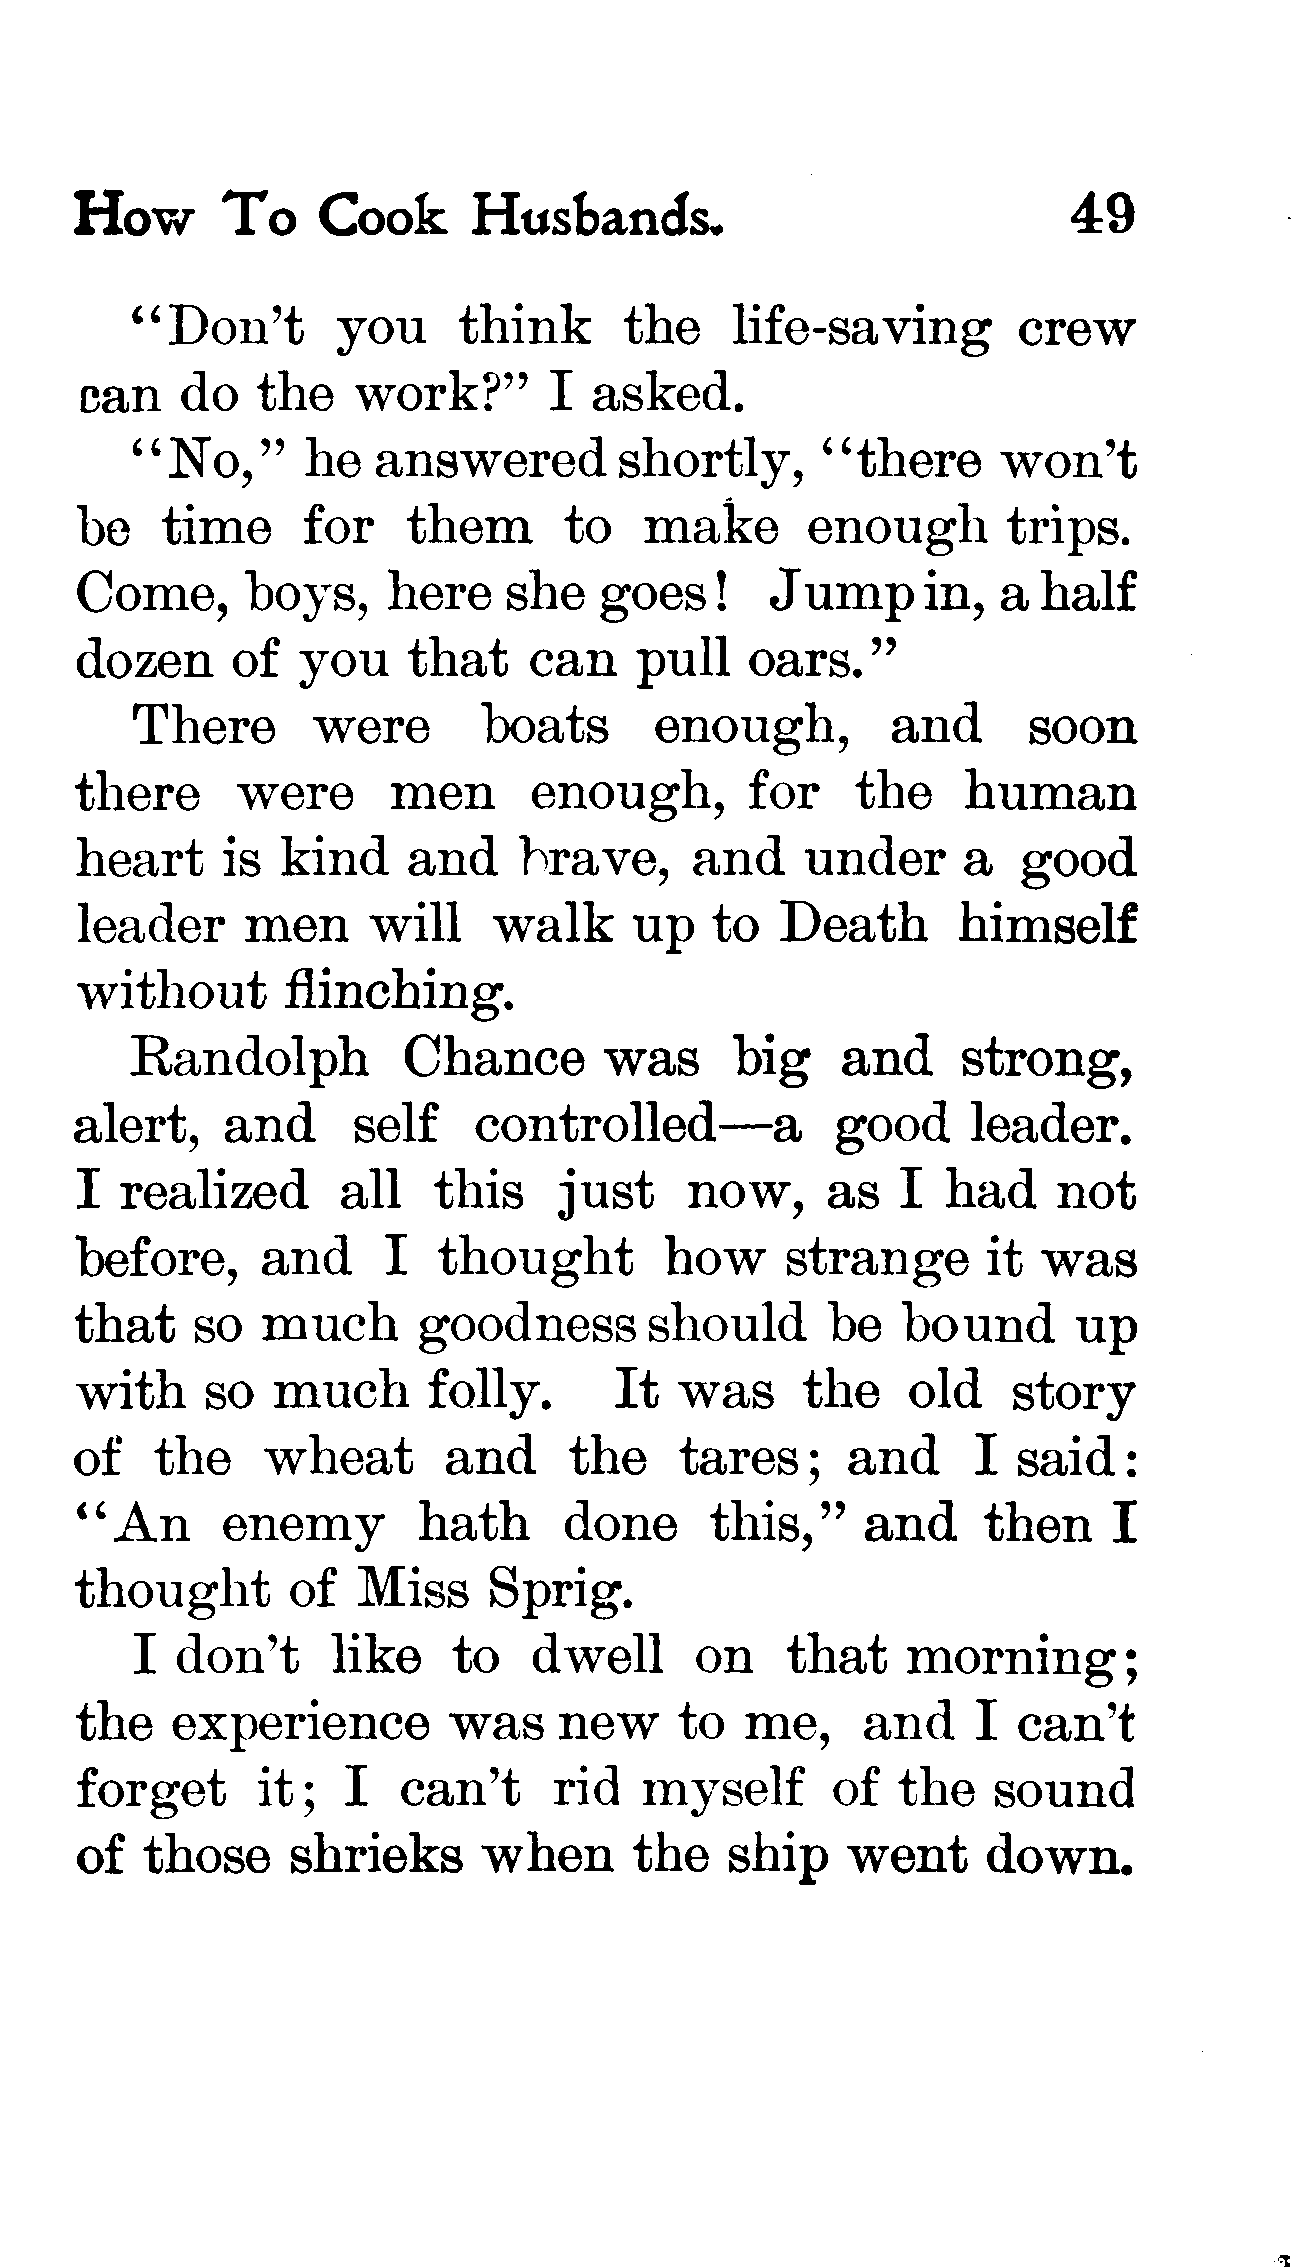 How To Cook Husbands. 49
“Don’t you think the life-saving crew
can do the work?” I asked.
“No,” he answered shortly, “there won’t
be time for them to make enough trips.
Come, boys, here she goes! Jump in, a half
dozen of you that can pull oars.”
There were boats enough, and soon
there were men enough, for the human
heart is kind and brave, and under a good
leader men will walk up to Death himself
without flinching.
Randolph Chance was big and strong,
alert, and self controlled—a good leader.
I realized all this just now, as I had not
before, and I thought how strange it was
that so much goodness should be bound up
with so much folly. It was the old story
of the wheat and the tares; and I said:
“An enemy hath done this,” and then I
thought of Miss Sprig.
I don’t like to dwell on that morning;
the experience was new to me, and I can’t
forget it; I can’t rid myself of the sound
of those shrieks when the ship went down.